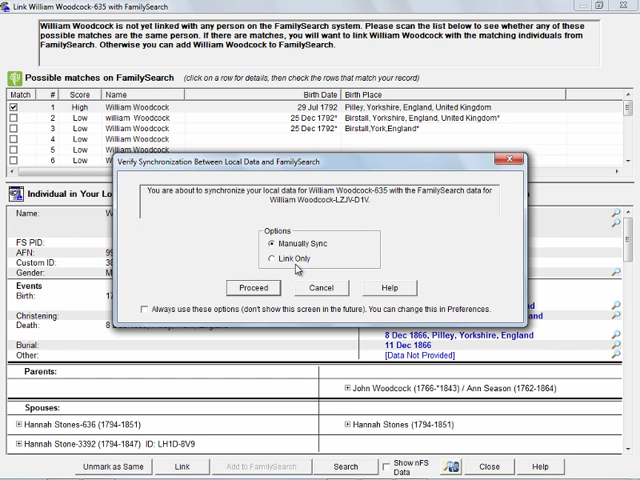 Link William Woodcock-635 with FamilySearch
William Woodcock is not yet linked with any person on the FamilySearch system. Please scan the list below to see whether any of these
possible matches are the same person. If there are matches, you will want to link William Woodcock with the matching individuals from
FamilySearch. Otherwise you can add William Woodcock to FamilySearch.
Possible matches on FamilySearch (click on a row for details, then check the rows that match your record)
Match # Score Name Birth Date Birth Place
1 High William Woodcock 29 Jul 1792 Pilley, Yorkshire, England, United Kingdom
2 Low william Woodcock 25 Dec 1792* Birstall, Yorkshire, England, United Kingdom*
3 Low William Woodcock 25 Dec 1792* Birstall,York,England*
4 Low William Woodcock
5 Low William Woodcock
6 Low
Verify Synchronization Between Local Data and FamilySearch
You are about to synchronize your local data for William Woodcock-635 with the FamilySearch data for
William Woodcock-LZJV-D1V.
Options
Manually Sync
Link Only
Proceed Cancel Help
Always use these options (don't show this screen in the future). You can change this in Preferences.
Individual in Your Lo
Name: W
FS PID:
AFN: 99
Custom ID: 38
Gender: M
Events
Birth: 17
Christening:
Death:
8 Dec 1866, Pilley, Yorkshire, England
Burial: 11 Dec 1866
Other: [Data Not Provided]
Parents:
John Woodcock (1766-*1843) / Ann Season (1762-1864)
Spouses:
Hannah Stones-636 (1794-1851) Hannah Stones (1794-1851)
Hannah Stone-3392 (1794-1847) ID: LH1D-8V9
Unmark as Same Link Add to FamilySearch Search Show nFS Data Close Help